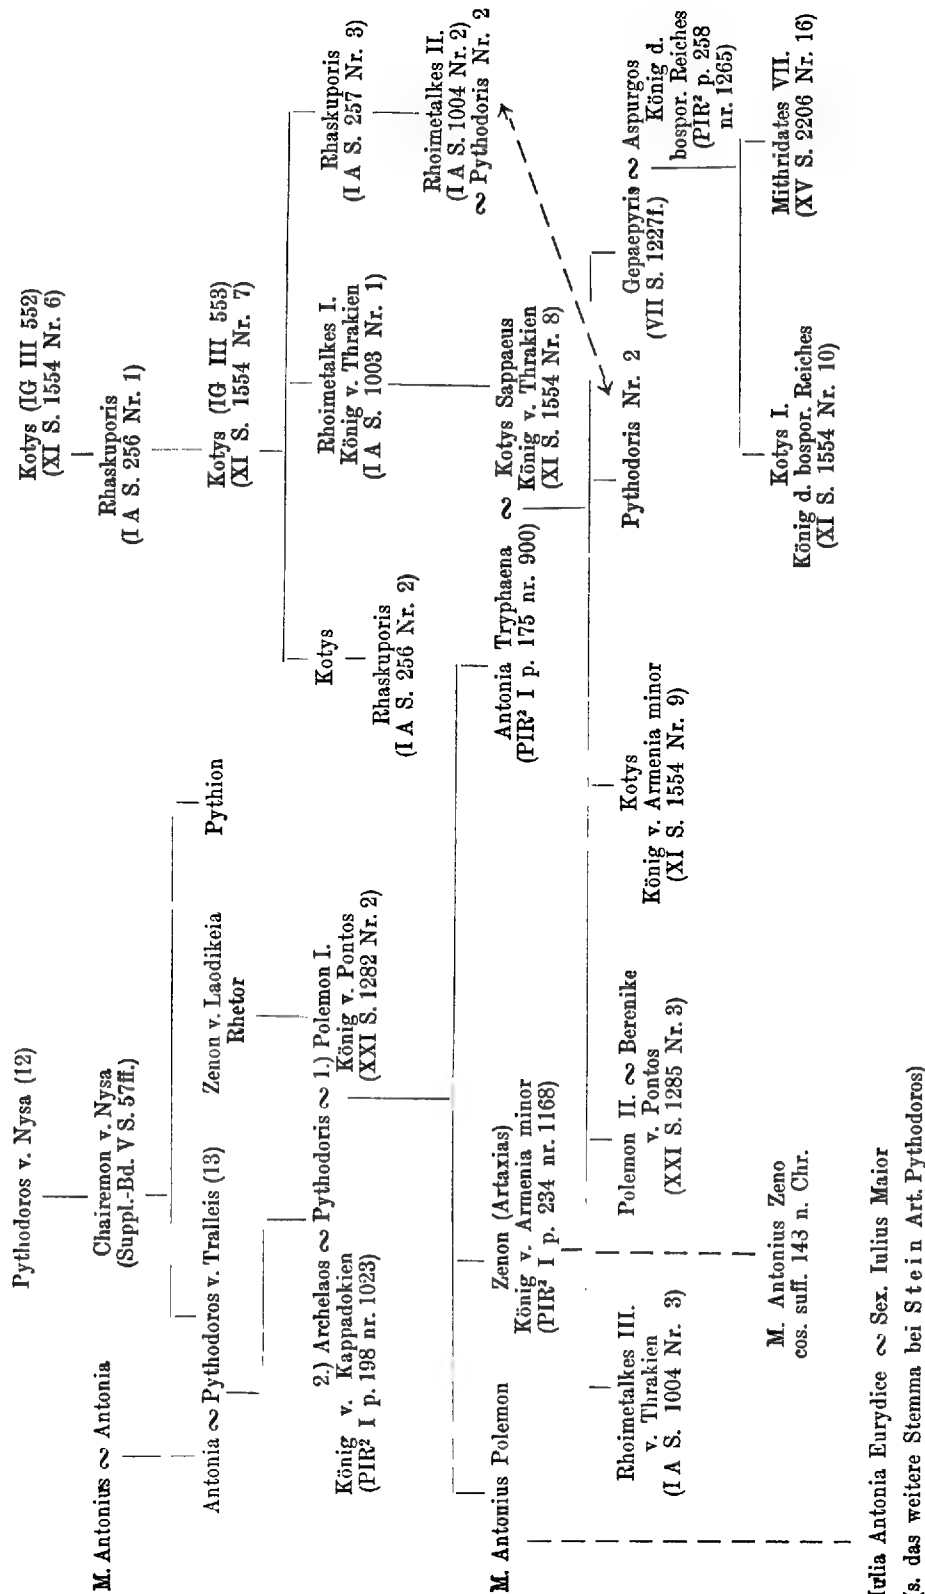 Pythodoros v. Nysa (12)
Kotys (IG III 552)
(XI S. 1554 Nr. 6)
M. Antonius ∾ Antonia
Chairemon v. Nysa
(Suppl.-Bd. V S. 57ff.)
Rhaskuporis
(I A S. 256 Nr. 1)
Antonia ∾ Pythodoros v. Tralleis (13)
Zenon v. Laodikeia
Rhetor
Pythion
Kotys (IG III 553)
(XI S. 1554 Nr. 7)
2.) Archelaos ∾ Pythodoris ∾ 1.) Polemon I.
König v. Kappadokien
(PIR² I p. 198 nr. 1023)
König v. Pontos
(XXI S. 1282 Nr. 2)
Kotys
Rhoimetalkes I.
König v. Thrakien
(I A S. 1003 Nr. 1)
Rhaskuporis
(I A S. 257 Nr. 3)
Rhaskuporis
(I A S. 256 Nr. 2)
Rhoimetalkes II.
(I A S. 1004 Nr. 2)
∾ Pythodoris Nr. 2
M. Antonius Polemon
Zenon (Artaxias)
König v. Armenia minor
(PIR² I p. 234 nr. 1168)
Antonia Tryphaena ∾ Kotys Sappaeus
(PIR² I p. 175 nr. 900)
König v. Thrakien
(XI S. 1554 Nr. 8)
Rhoimetalkes III.
v. Thrakien
(I A S. 1004 Nr. 3)
Polemon II. ∾ Berenike
v. Pontos
(XXI S. 1285 Nr. 3)
Kotys
König v. Armenia minor
(XI S. 1554 Nr. 9)
Pythodoris Nr. 2
Gepaepyris ∾ Aspurgos
(VII S. 1227f.)
König d.
bospor. Reiches
(PIR² p. 258
nr. 1265)
M. Antonius Zeno
cos. suff. 143 n. Chr.
Kotys I.
König d. bospor. Reiches
(XI S. 1554 Nr. 10)
Mithridates VII.
(XV S. 2206 Nr. 16)
Iulia Antonia Eurydice ∾ Sex. Iulius Maior
(s. das weitere Stemma bei Stein Art. Pythodoros)